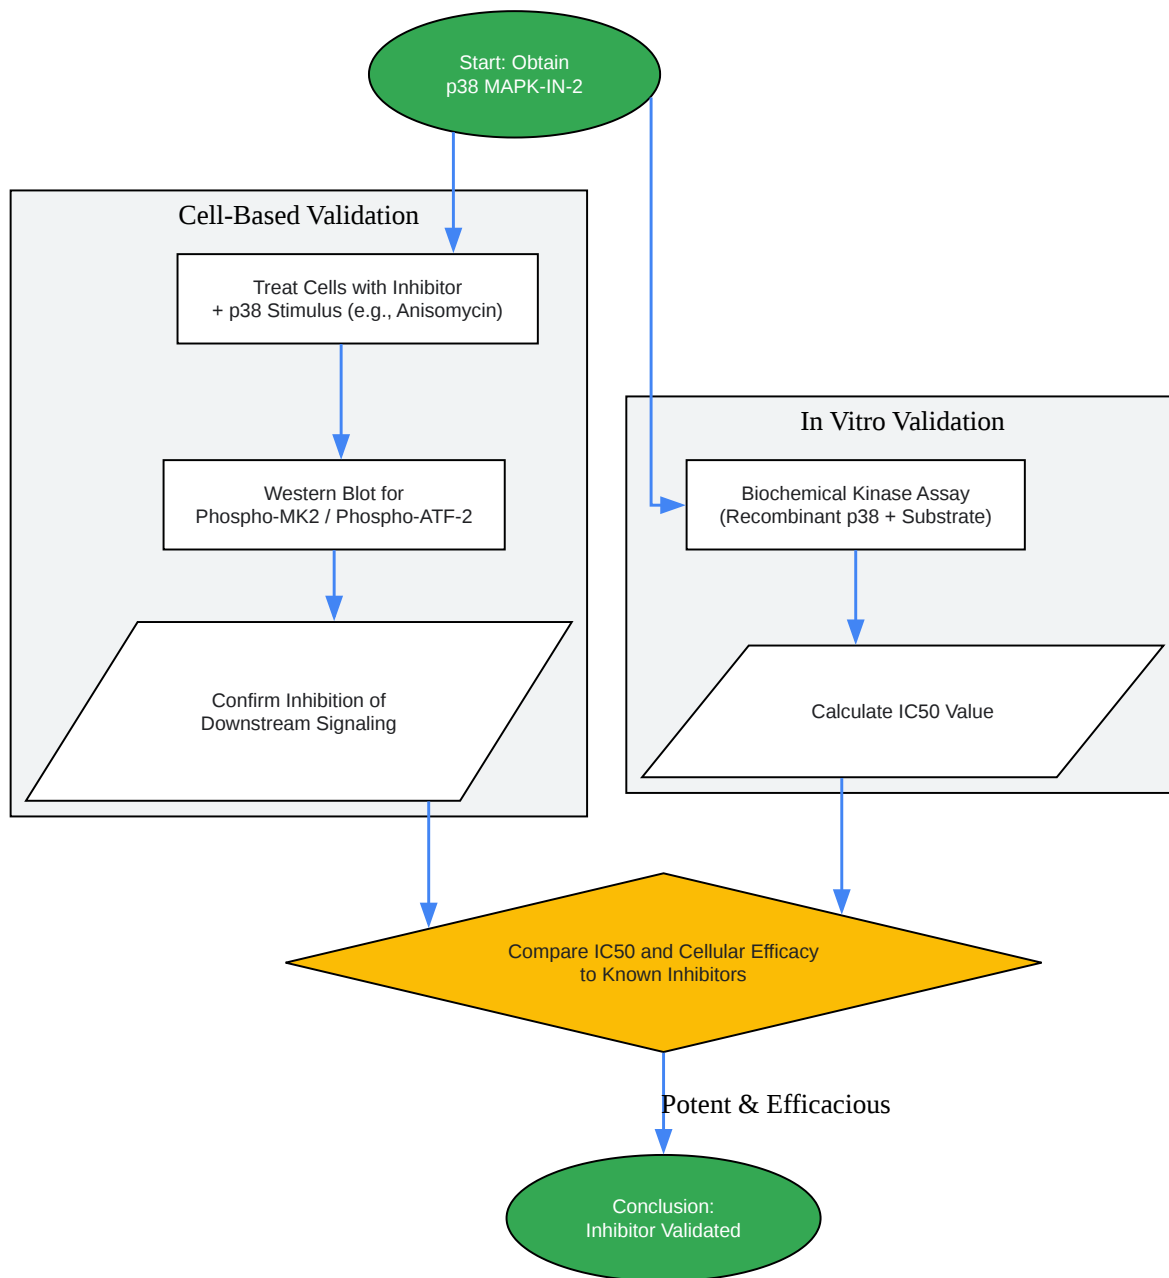 Start: Obtain
p38 MAPK-IN-2
Cell-Based Validation
Treat Cells with Inhibitor
+ p38 Stimulus (e.g., Anisomycin)
Western Blot for
Phospho-MK2 / Phospho-ATF-2
Confirm Inhibition of
Downstream Signaling
In Vitro Validation
Biochemical Kinase Assay
(Recombinant p38 + Substrate)
Calculate IC50 Value
Compare IC50 and Cellular Efficacy
to Known Inhibitors
Potent & Efficacious
Conclusion:
Inhibitor Validated